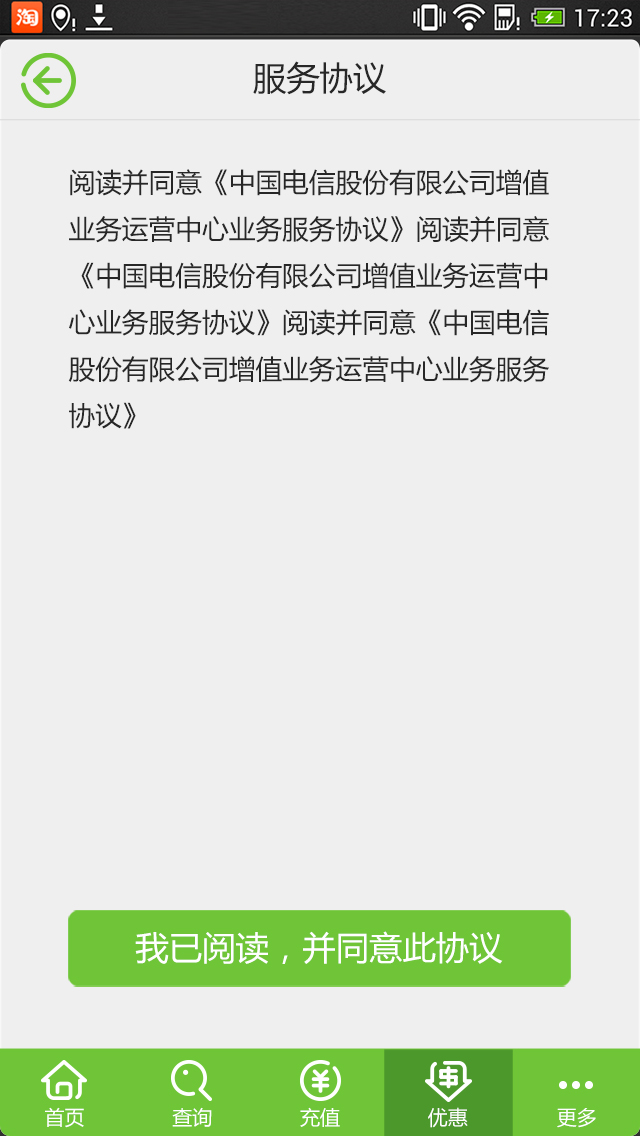 淘 17:23
服务协议
阅读并同意《中国电信股份有限公司增值
业务运营中心业务服务协议》阅读并同意
《中国电信股份有限公司增值业务运营中
心业务服务协议》阅读并同意《中国电信
股份有限公司增值业务运营中心业务服务
协议》
我已阅读，并同意此协议
首页 查询 充值 优惠 更多